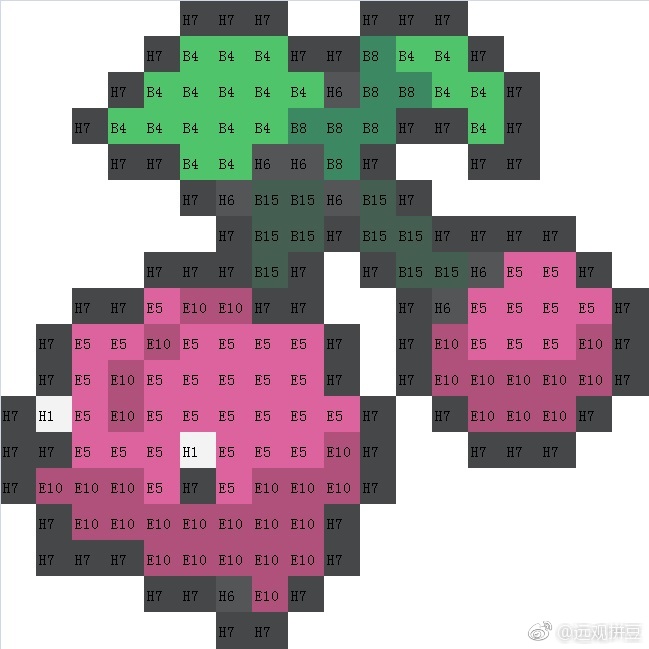 H7 H7 H7 H7 H7 H7
H7 B4 B4 B4 H7 H7 B8 B4 B4 H7
H7 B4 B4 B4 B4 B4 H6 B8 B8 B4 B4 H7
H7 B4 B4 B4 B4 B4 B8 B8 B8 H7 H7 B4 H7
H7 H7 B4 B4 H6 H6 B8 H7 H7 H7
H7 H6 B15 B15 H6 B15 H7
H7 B15 B15 H7 B15 B15 H7 H7 H7 H7
H7 H7 H7 B15 H7 H7 B15 B15 H6 E5 E5 H7
H7 H7 E5 E10 E10 H7 H7 H7 H6 E5 E5 E5 E5 H7
H7 E5 E5 E10 E5 E5 E5 E5 H7 H7 E10 E5 E5 E5 E10 H7
H7 E5 E10 E5 E5 E5 E5 E5 H7 H7 E10 E10 E10 E10 E10 H7
H7 H1 E5 E10 E5 E5 E5 E5 E5 E5 H7 H7 E10 E10 E10 H7
H7 H7 E5 E5 E5 H1 E5 E5 E5 E10 H7 H7 H7 H7
H7 E10 E10 E10 E5 H7 E5 E10 E10 E10 H7
H7 E10 E10 E10 E10 E10 E10 E10 H7
H7 H7 H7 E10 E10 E10 E10 E10 H7
H7 H7 H6 E10 H7
H7 H7
@远观拼豆